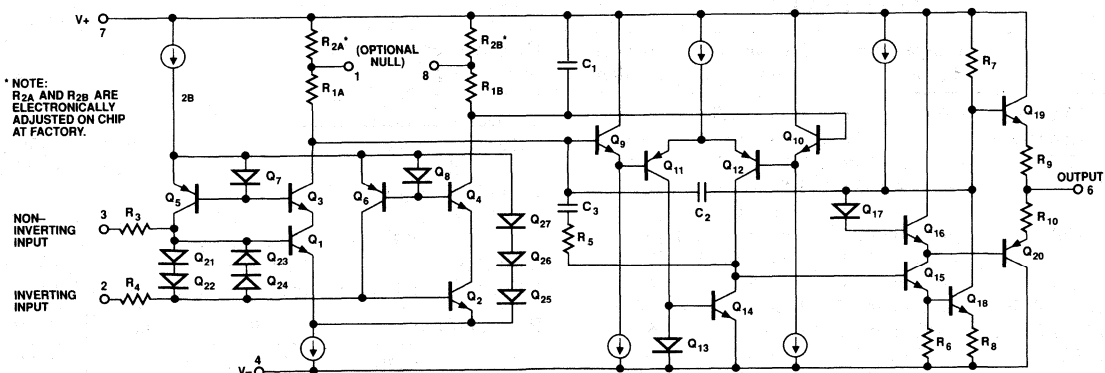 V+
7
R2A*
(OPTIONAL
NULL)
R2B*
1
8
C1
R7
* NOTE:
R2A AND R2B ARE
ELECTRONICALLY
ADJUSTED ON CHIP
AT FACTORY.
2B
R1A
R1B
Q9
Q10
Q19
Q11
Q12
R9
Q7
Q8
Q5
Q3
Q6
Q4
OUTPUT
6
Q27
C3
C2
Q17
R10
NON–
INVERTING
INPUT
3
R3
Q16
Q1
R5
Q21
Q23
Q26
Q20
Q22
Q24
Q15
INVERTING
INPUT
2
R4
Q2
Q25
Q14
Q18
Q13
R6
R8
V–
4